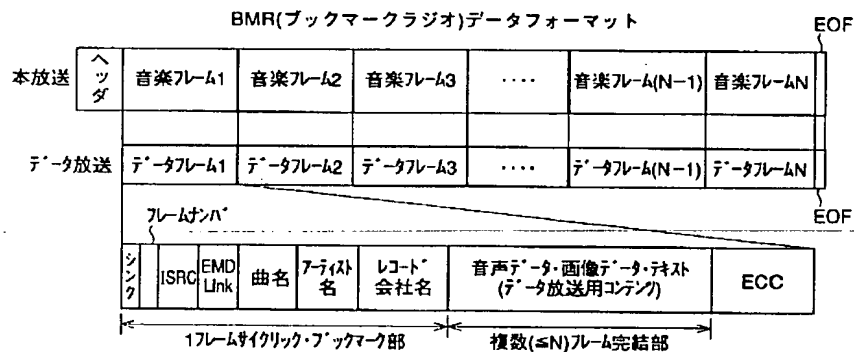 BMR(ブックマークラジオ)データフォーマット
EOF
本放送 ヘッダ 音楽フレーム1 音楽フレーム2 音楽フレーム3 ‥‥ 音楽フレーム(N−1) 音楽フレームN
データ放送 データフレーム1 データフレーム2 データフレーム3 ‥‥ データフレーム(N−1) データフレームN
EOF
フレームナンバ
シンク ISRC EMD Link 曲名 アーティスト名 レコード会社名 音声データ・画像データ・テキスト (データ放送用コンテンツ) ECC
1フレームサイクリック・ブックマーク部 複数(≦N)フレーム完結部